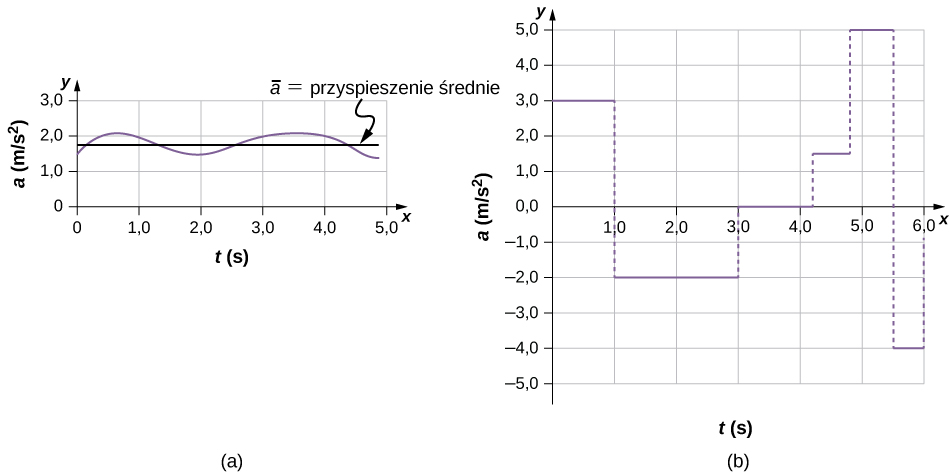 y
a̅ = przyspieszenie średnie
3,0
2,0
1,0
0
a (m/s²)
0 1,0 2,0 3,0 4,0 5,0 x
t (s)
(a)
y
5,0
4,0
3,0
2,0
1,0
0,0
–1,0
–2,0
–3,0
–4,0
–5,0
a (m/s²)
1,0 2,0 3,0 4,0 5,0 6,0 x
t (s)
(b)